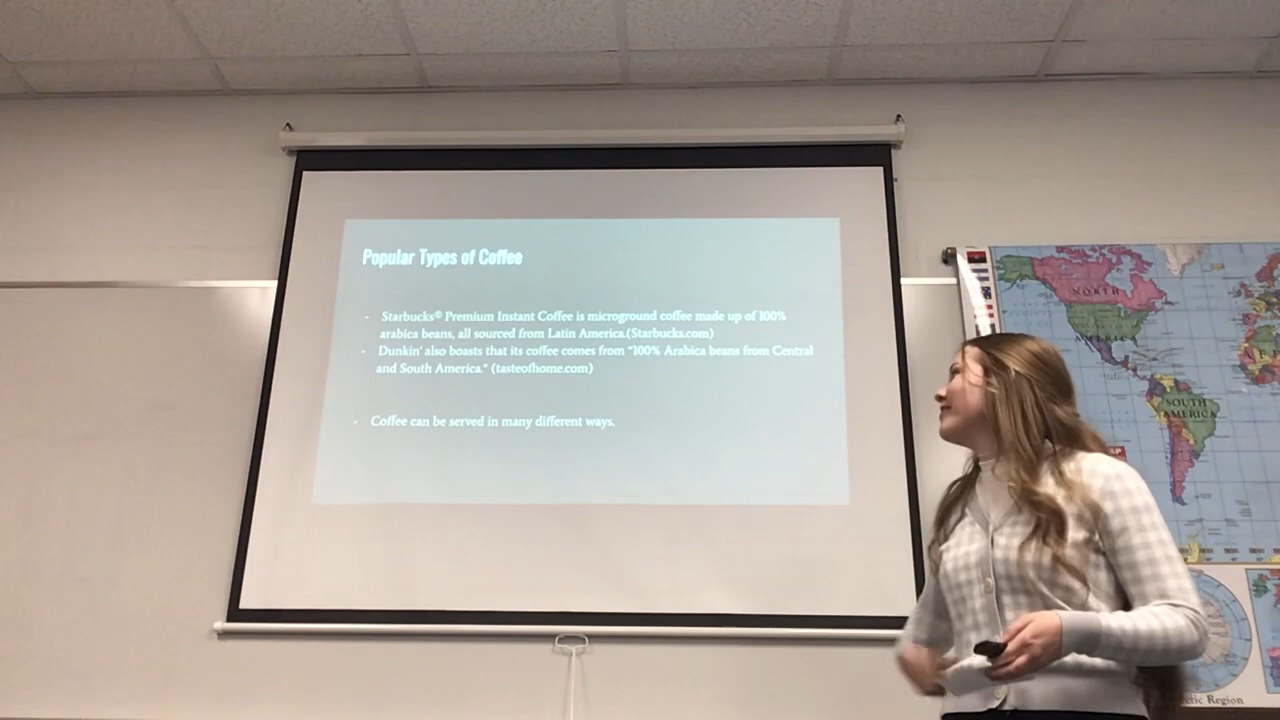 Popular Types of Coffee
- Starbucks® Premium Instant Coffee is microground coffee made up of 100%
arabica beans, all sourced from Latin America.(Starbucks.com)
- Dunkin' also boasts that its coffee comes from "100% Arabica beans from Central
and South America." (tasteofhome.com)
- Coffee can be served in many different ways.
NORTH
AMERICA
SOUTH
AMERICA
Region